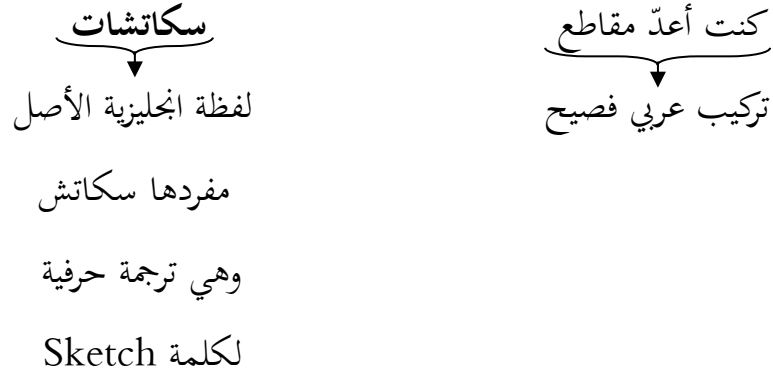 كنت أعدّ مقاطع سكاتشات
تركيب عربي فصيح لفظة انجليزية الأصل
مفردها سكاتش
وهي ترجمة حرفية
لكلمة Sketch